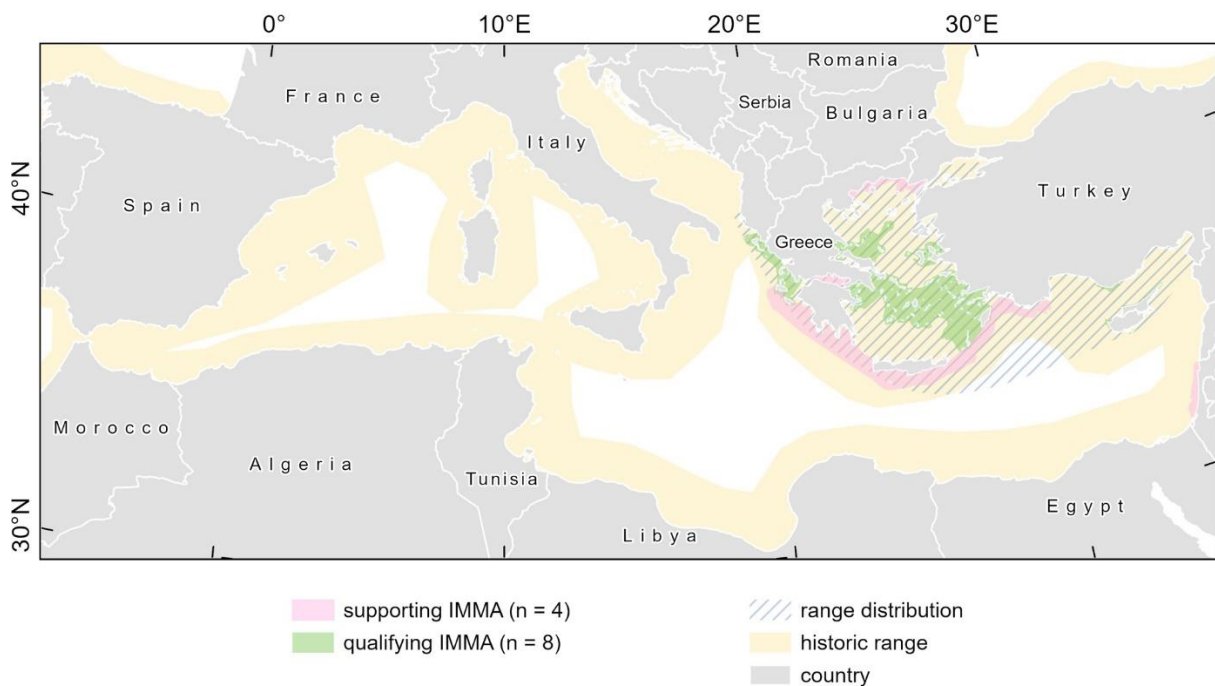 0° 10°E 20°E 30°E
Romania
France
Serbia
Bulgaria
Italy
40°N
Turkey
Spain
Greece
Morocco
Algeria
Tunisia
Egypt
30°N
Libya
supporting IMMA (n = 4)
qualifying IMMA (n = 8)
range distribution
historic range
country